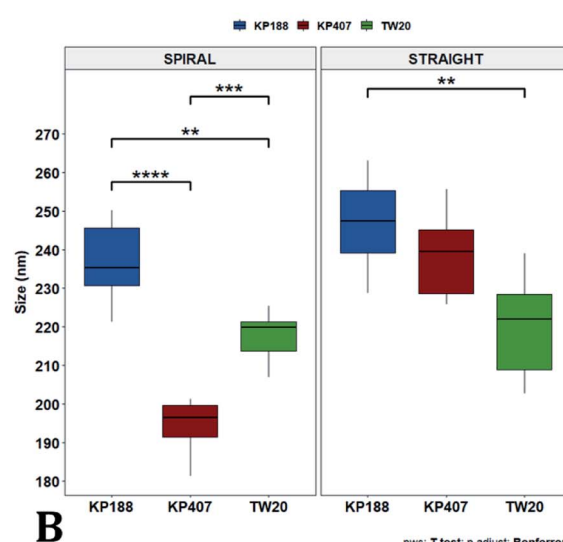 KP188 KP407 TW20
SPIRAL STRAIGHT
***
**
**
****
270
260
250
240
230
220
210
200
190
180
Size (nm)
KP188 KP407 TW20 KP188 KP407 TW20
B
pwc: T test; p.adjust: